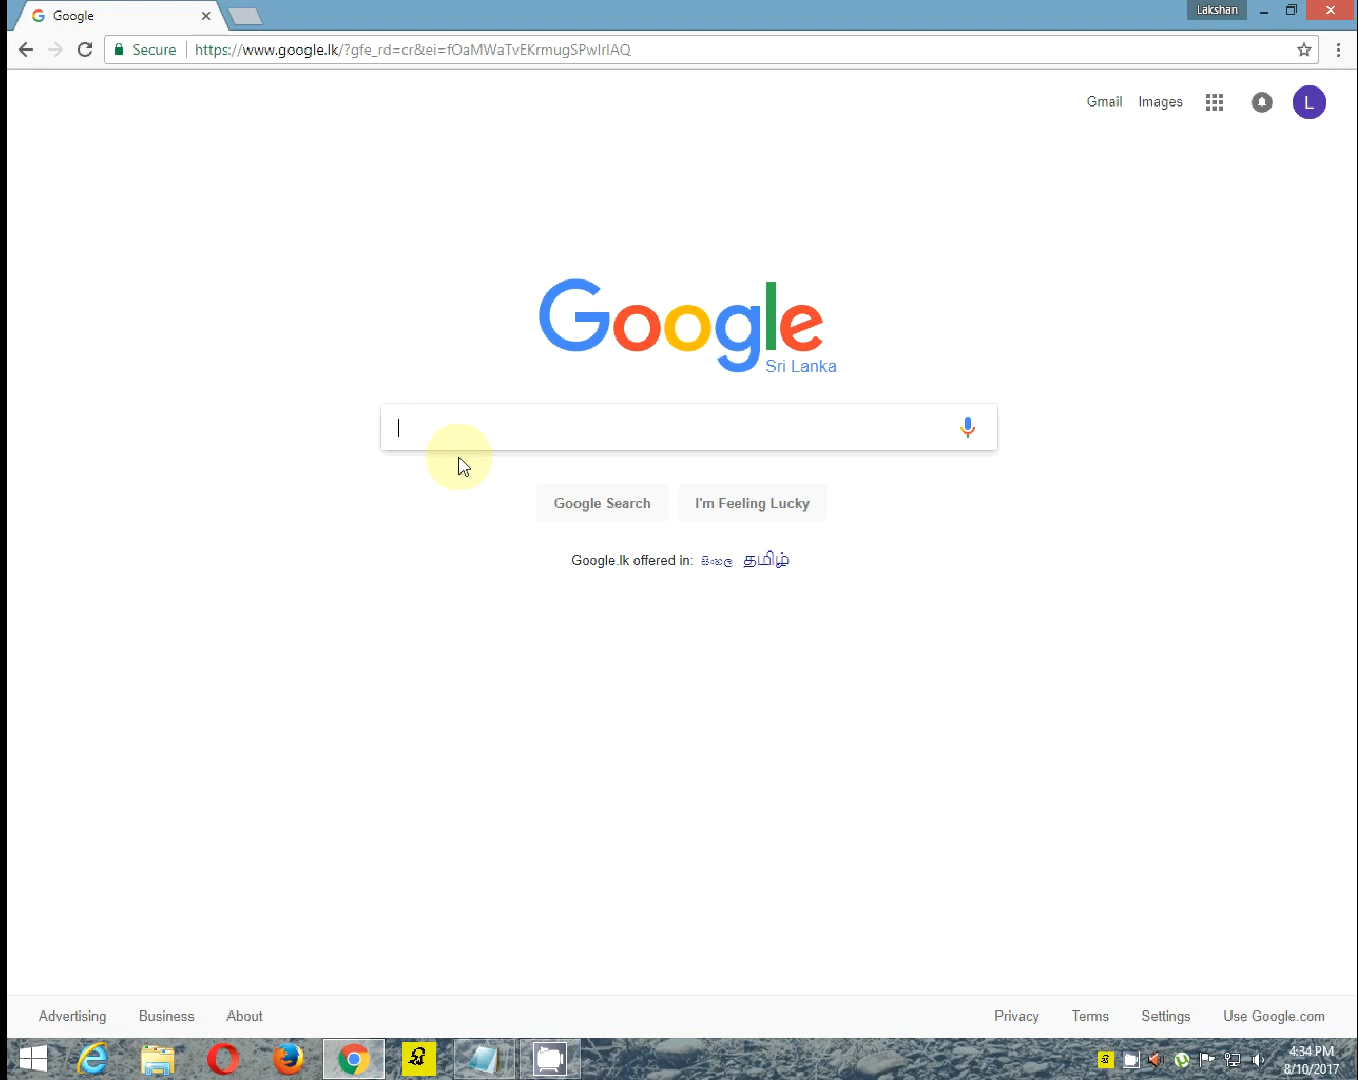 Google
Lakshan
Secure
https://www.google.lk/?gfe_rd=cr&ei=fOaMWaTvEKrmugSPwIrIAQ
Gmail Images
L
Google
Sri Lanka
Google Search I'm Feeling Lucky
Google.lk offered in: සිංහල தமிழ்
Advertising Business About Privacy Terms Settings Use Google.com
4:34 PM
8/10/2017